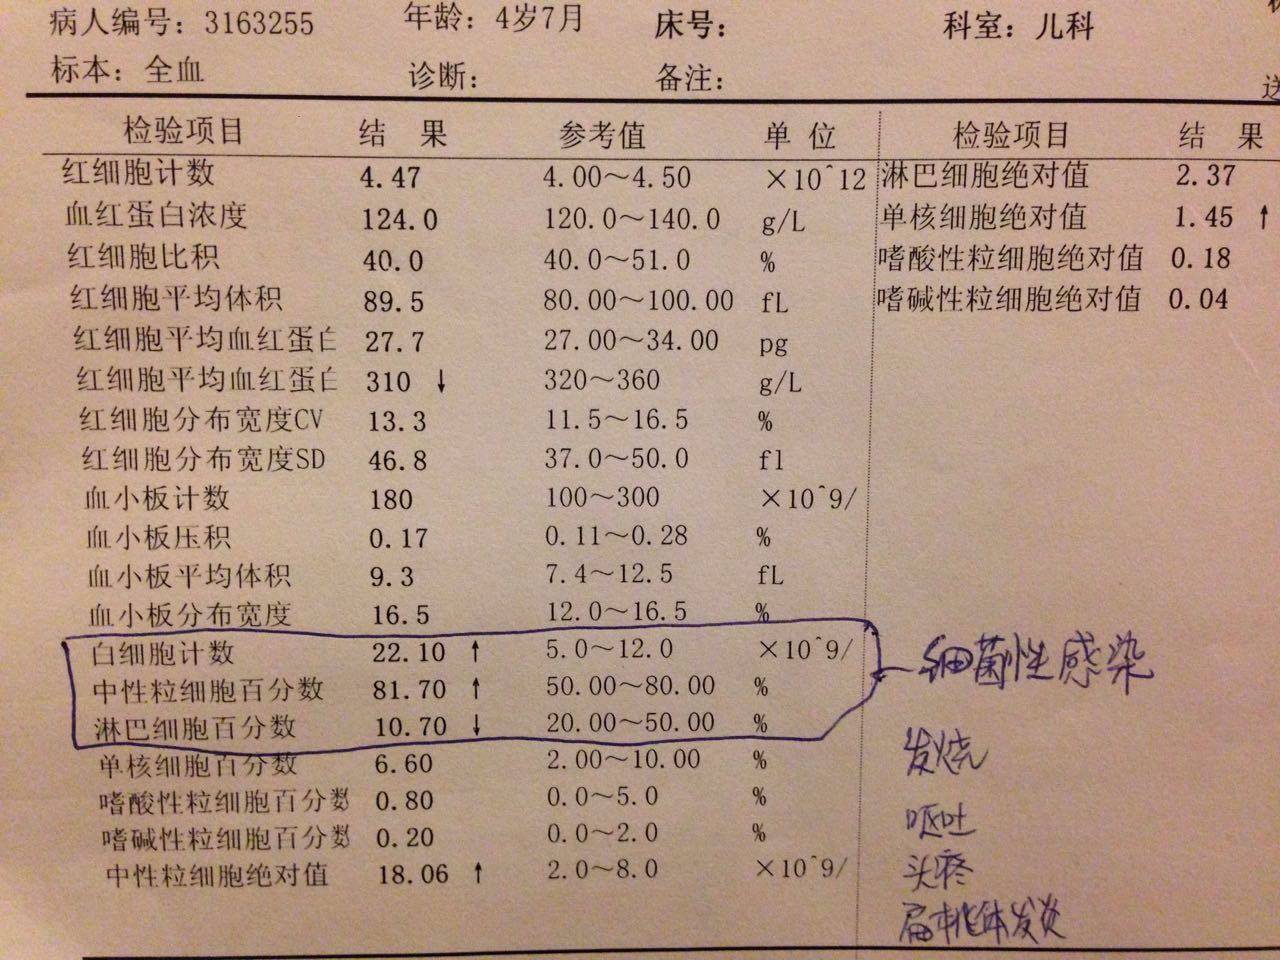 病人编号: 3163255 年龄: 4岁7月 床号: 科室: 儿科
标本: 全血 诊断: 备注: 送
检验项目 结 果 参考值 单 位 检验项目 结 果
红细胞计数 4.47 4.00~4.50 ×10^12 淋巴细胞绝对值 2.37
血红蛋白浓度 124.0 120.0~140.0 g/L 单核细胞绝对值 1.45 ↑
红细胞比积 40.0 40.0~51.0 % 嗜酸性粒细胞绝对值 0.18
红细胞平均体积 89.5 80.00~100.00 fL 嗜碱性粒细胞绝对值 0.04
红细胞平均血红蛋白 27.7 27.00~34.00 pg
红细胞平均血红蛋白 310 ↓ 320~360 g/L
红细胞分布宽度CV 13.3 11.5~16.5 %
红细胞分布宽度SD 46.8 37.0~50.0 fl
血小板计数 180 100~300 ×10^9/
血小板压积 0.17 0.11~0.28 %
血小板平均体积 9.3 7.4~12.5 fL
血小板分布宽度 16.5 12.0~16.5 %
白细胞计数 22.10 ↑ 5.0~12.0 ×10^9/ 细菌性感染
中性粒细胞百分数 81.70 ↑ 50.00~80.00 %
淋巴细胞百分数 10.70 ↓ 20.00~50.00 %
单核细胞百分数 6.60 2.00~10.00 % 发烧
嗜酸性粒细胞百分数 0.80 0.0~5.0 %
嗜碱性粒细胞百分数 0.20 0.0~2.0 % 呕吐
中性粒细胞绝对值 18.06 ↑ 2.0~8.0 ×10^9/ 头疼
扁桃体发炎